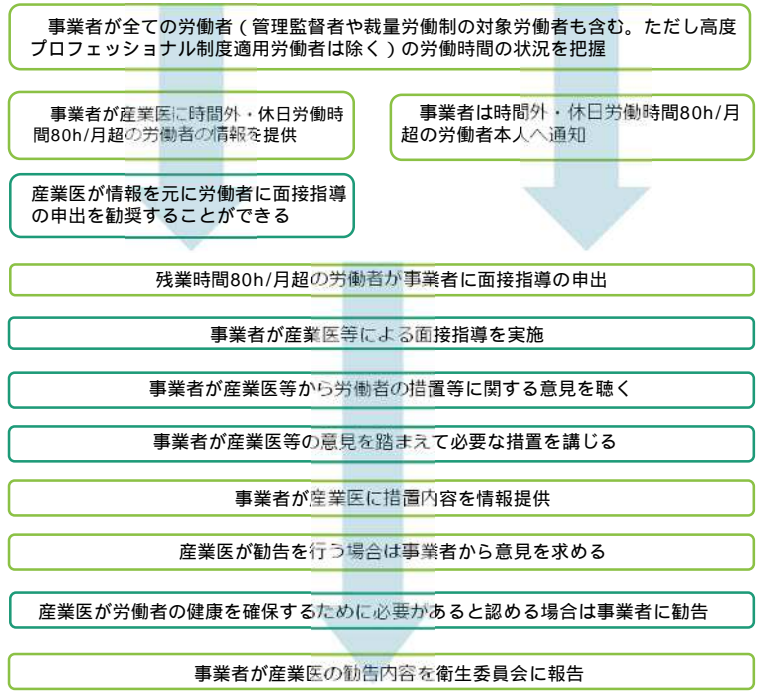 事業者が全ての労働者(管理監督者や裁量労働制の対象労働者も含む。ただし高度
プロフェッショナル制度適用労働者は除く)の労働時間の状況を把握
事業者が産業医に時間外・休日労働時
間80h/月超の労働者の情報を提供
事業者は時間外・休日労働時間80h/月
超の労働者本人へ通知
産業医が情報を元に労働者に面接指導
の申出を勧奨することができる
残業時間80h/月超の労働者が事業者に面接指導の申出
事業者が産業医等による面接指導を実施
事業者が産業医等から労働者の措置等に関する意見を聴く
事業者が産業医等の意見を踏まえて必要な措置を講じる
事業者が産業医に措置内容を情報提供
産業医が勧告を行う場合は事業者から意見を求める
産業医が労働者の健康を確保するために必要があると認める場合は事業者に勧告
事業者が産業医の勧告内容を衛生委員会に報告